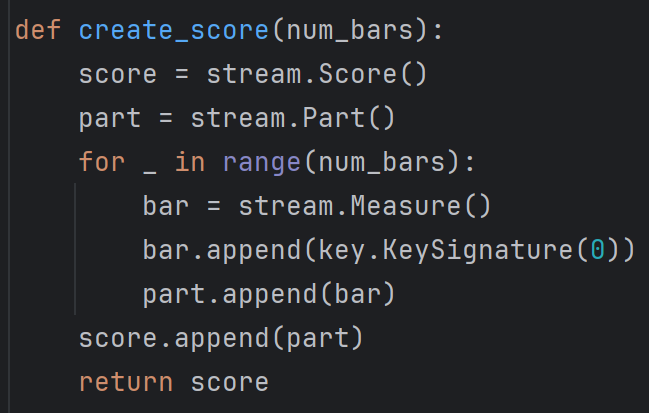 def create_score(num_bars):
    score = stream.Score()
    part = stream.Part()
    for _ in range(num_bars):
        bar = stream.Measure()
        bar.append(key.KeySignature(0))
        part.append(bar)
    score.append(part)
    return score